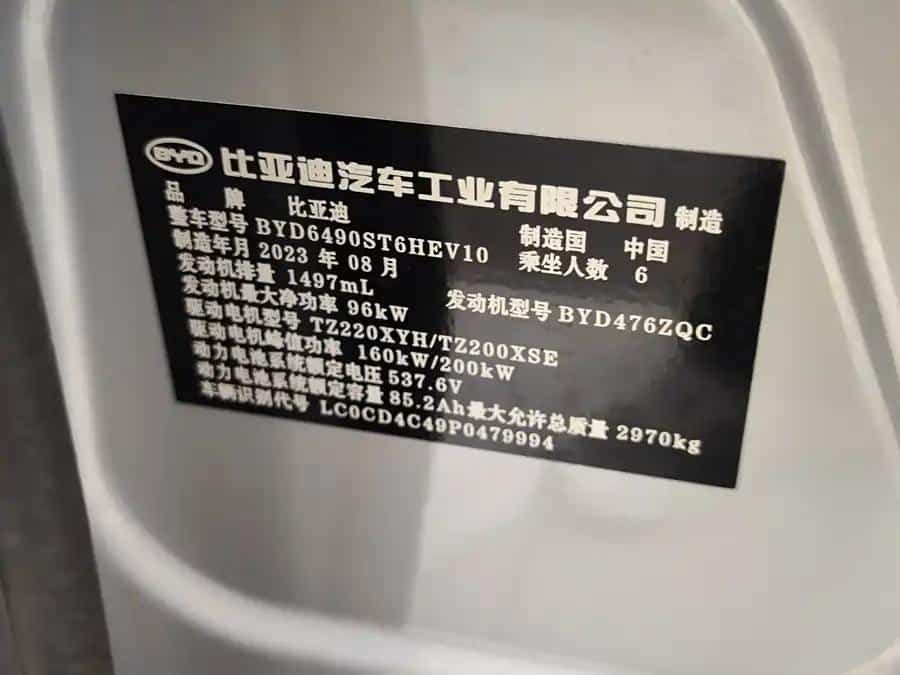 BYD 比亚迪汽车工业有限公司 制造
品 牌 比亚迪
制造国 中国
整车型号 BYD6490ST6HEV10
乘坐人数 6
制造年月 2023 年 08 月
发动机排量 1497mL
发动机型号 BYD476ZQC
发动机最大净功率 96kW
驱动电机型号 TZ220XYH/TZ200XSE
驱动电机峰值功率 160kW/200kW
动力电池系统额定电压 537.6V
动力电池系统额定容量 85.2Ah 最大允许总质量 2970kg
车辆识别代号 LC0CD4C49P0479994